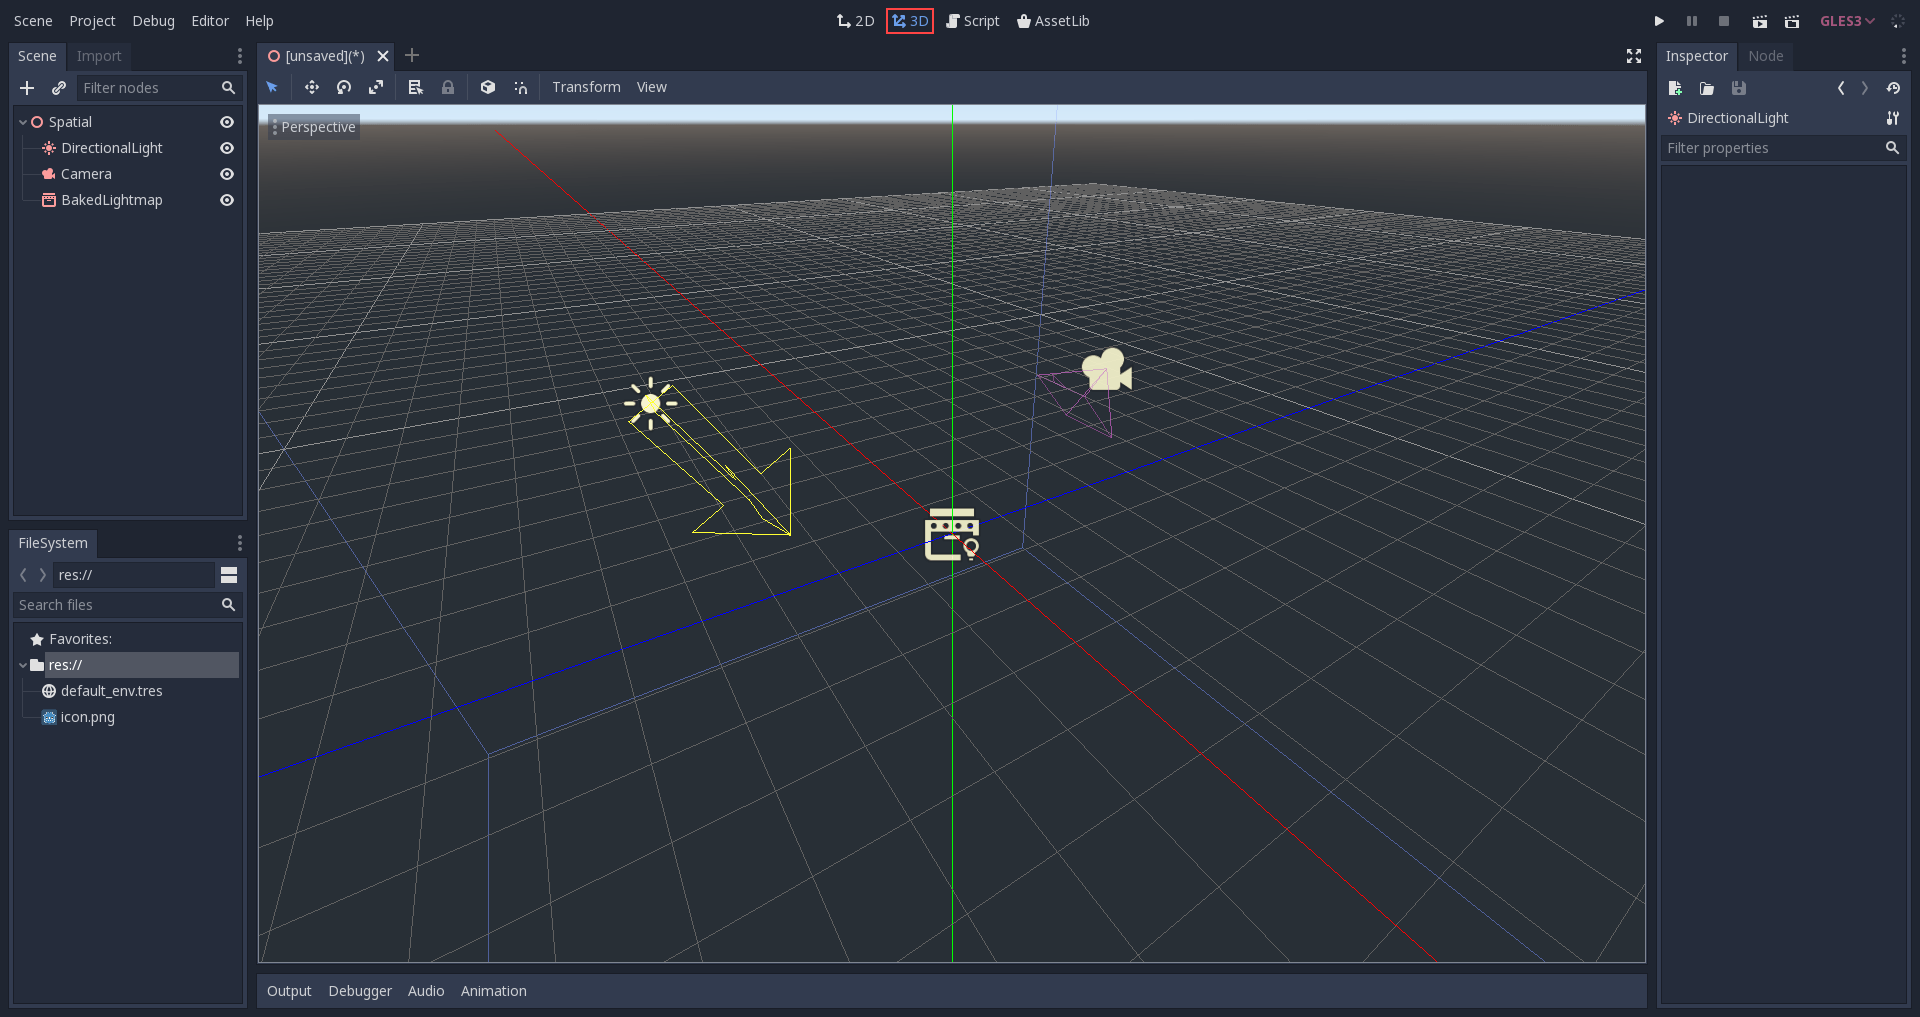 Scene Project Debug Editor Help 2D 3D Script AssetLib GLES3
Scene Import
Filter nodes
Spatial
DirectionalLight
Camera
BakedLightmap
FileSystem
res://
Search files
Favorites:
res://
default_env.tres
icon.png
[unsaved](*)
Transform View
Perspective
Output Debugger Audio Animation
Inspector Node
DirectionalLight
Filter properties